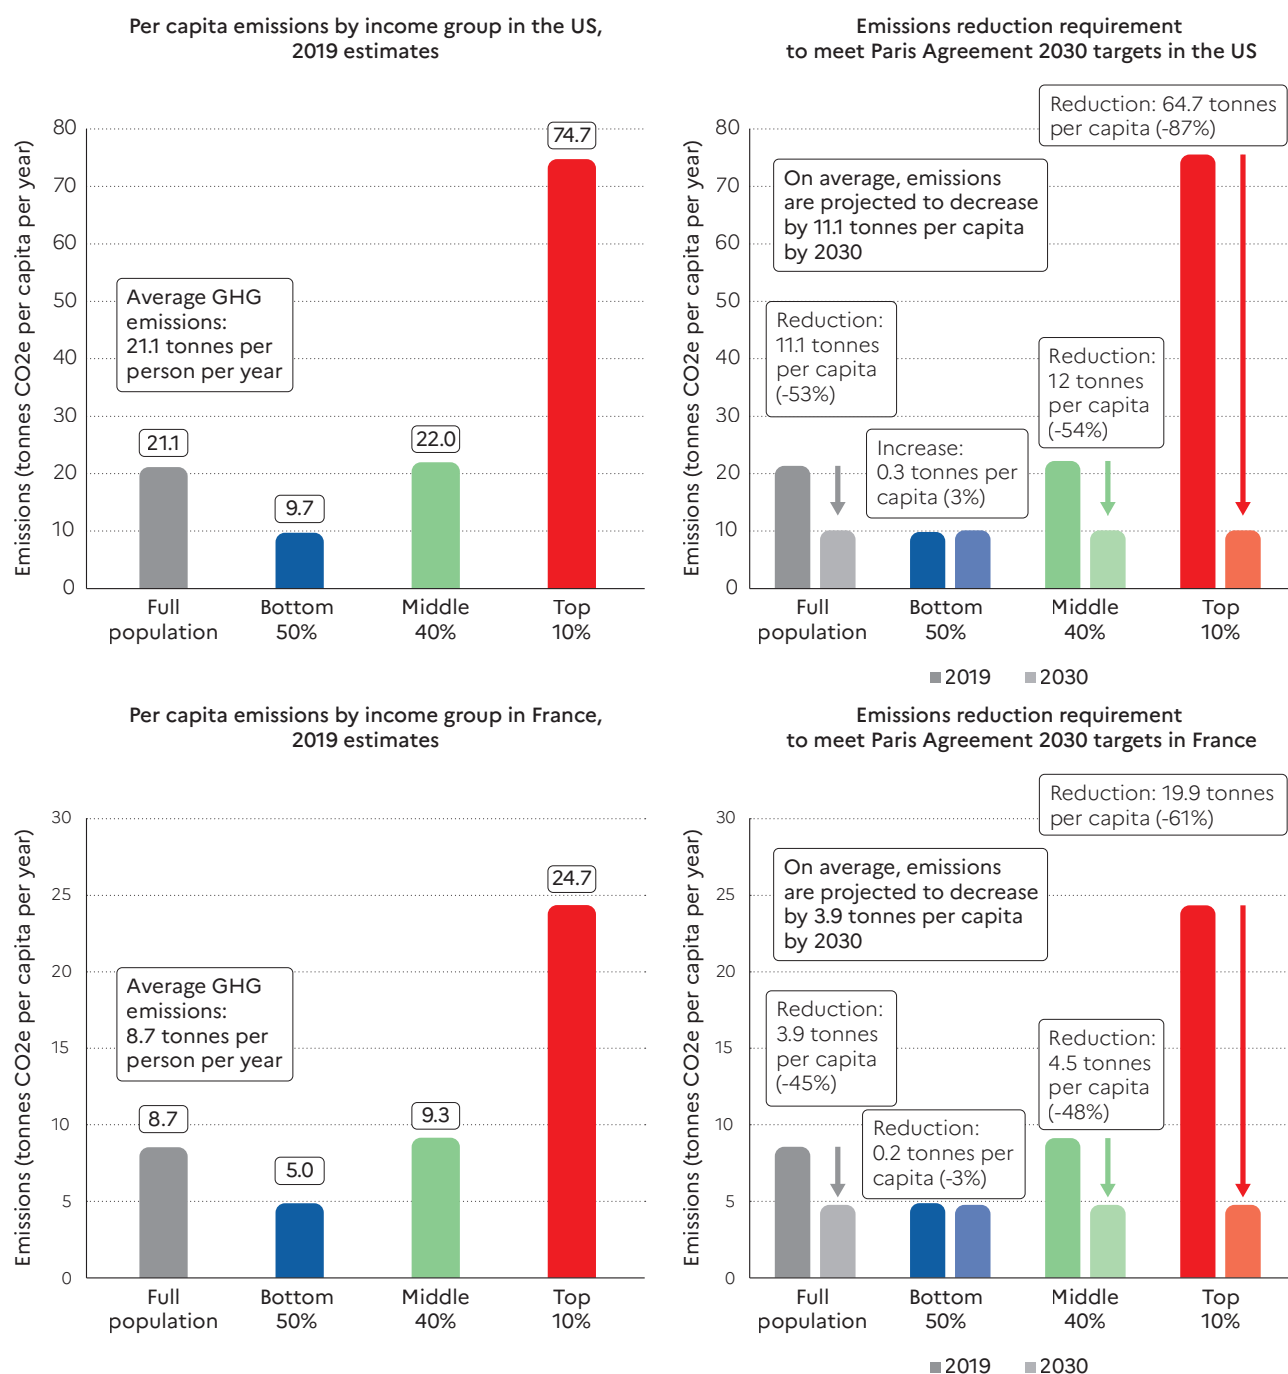 Per capita emissions by income group in the US,
2019 estimates
Emissions (tonnes CO2e per capita per year)
80
70
60
50
40
30
20
10
0
Average GHG
emissions:
21.1 tonnes per
person per year
21.1
9.7
22.0
74.7
Full
population
Bottom
50%
Middle
40%
Top
10%
Emissions reduction requirement
to meet Paris Agreement 2030 targets in the US
Emissions (tonnes CO2e per capita per year)
80
70
60
50
40
30
20
10
0
Reduction: 64.7 tonnes
per capita (-87%)
On average, emissions
are projected to decrease
by 11.1 tonnes per capita
by 2030
Reduction:
11.1 tonnes
per capita
(-53%)
Increase:
0.3 tonnes per
capita (3%)
Reduction:
12 tonnes
per capita
(-54%)
Full
population
Bottom
50%
Middle
40%
Top
10%
2019
2030
Per capita emissions by income group in France,
2019 estimates
Emissions (tonnes CO2e per capita per year)
30
25
20
15
10
5
0
Average GHG
emissions:
8.7 tonnes per
person per year
8.7
5.0
9.3
24.7
Full
population
Bottom
50%
Middle
40%
Top
10%
Emissions reduction requirement
to meet Paris Agreement 2030 targets in France
Emissions (tonnes CO2e per capita per year)
30
25
20
15
10
5
0
Reduction: 19.9 tonnes
per capita (-61%)
On average, emissions
are projected to decrease
by 3.9 tonnes per capita
by 2030
Reduction:
3.9 tonnes
per capita
(-45%)
Reduction:
0.2 tonnes per
capita (-3%)
Reduction:
4.5 tonnes
per capita
(-48%)
Full
population
Bottom
50%
Middle
40%
Top
10%
2019
2030